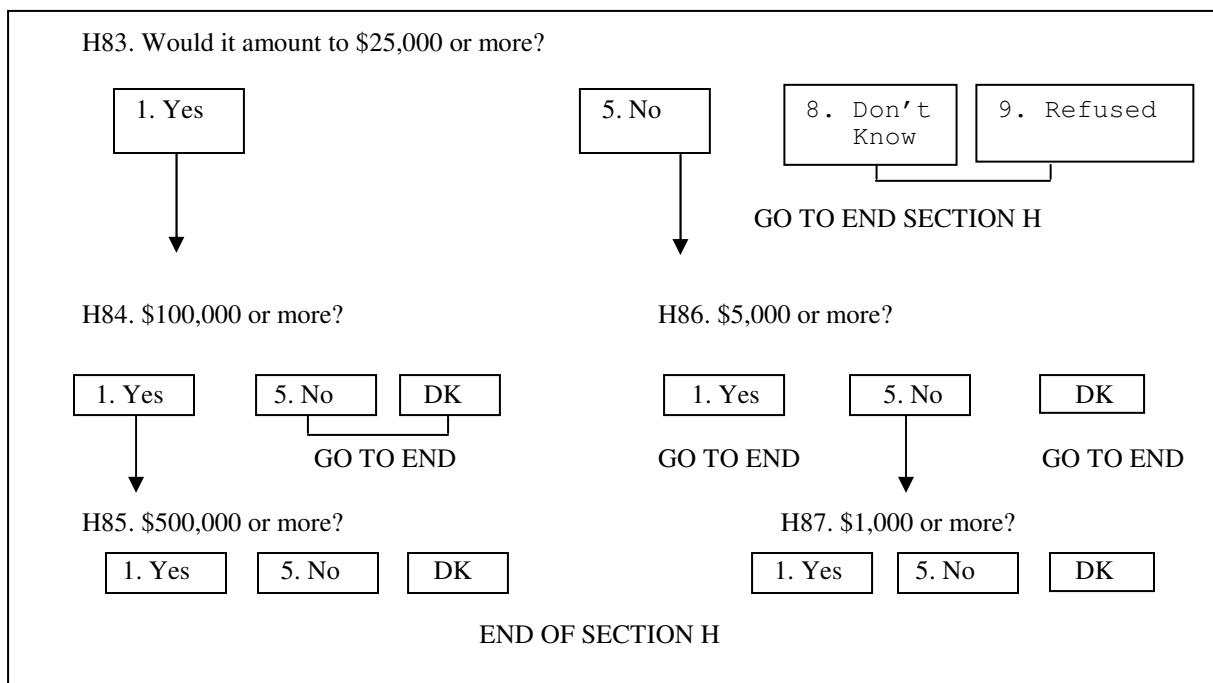 H83. Would it amount to $25,000 or more?
1. Yes
5. No
8. Don't
Know
9. Refused
GO TO END SECTION H
H84. $100,000 or more?
H86. $5,000 or more?
1. Yes
5. No
DK
1. Yes
5. No
DK
GO TO END
GO TO END
GO TO END
H85. $500,000 or more?
H87. $1,000 or more?
1. Yes
5. No
DK
1. Yes
5. No
DK
END OF SECTION H